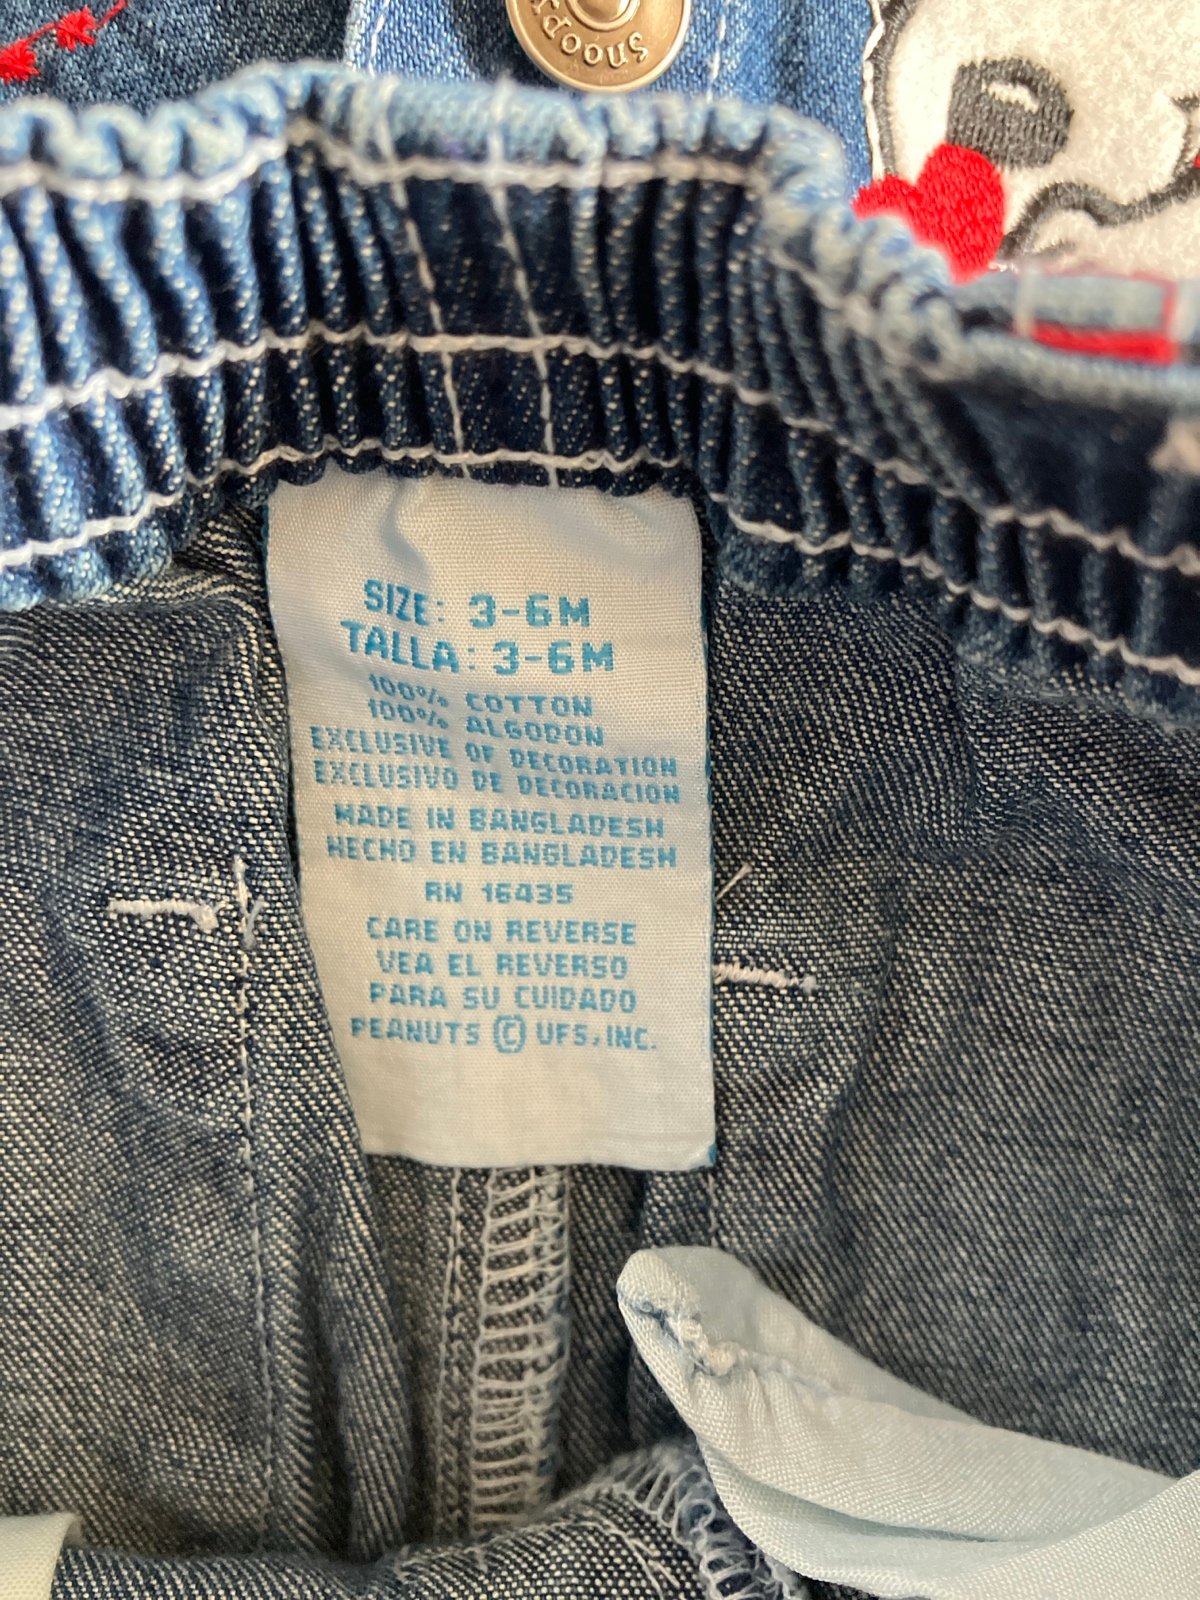 Snoopy
SIZE: 3-6M
TALLA: 3-6M
100% COTTON
100% ALGODON
EXCLUSIVE OF DECORATION
EXCLUSIVO DE DECORACION
MADE IN BANGLADESH
HECHO EN BANGLADESH
RN 16435
CARE ON REVERSE
VEA EL REVERSO
PARA SU CUIDADO
PEANUTS © UFS, INC.